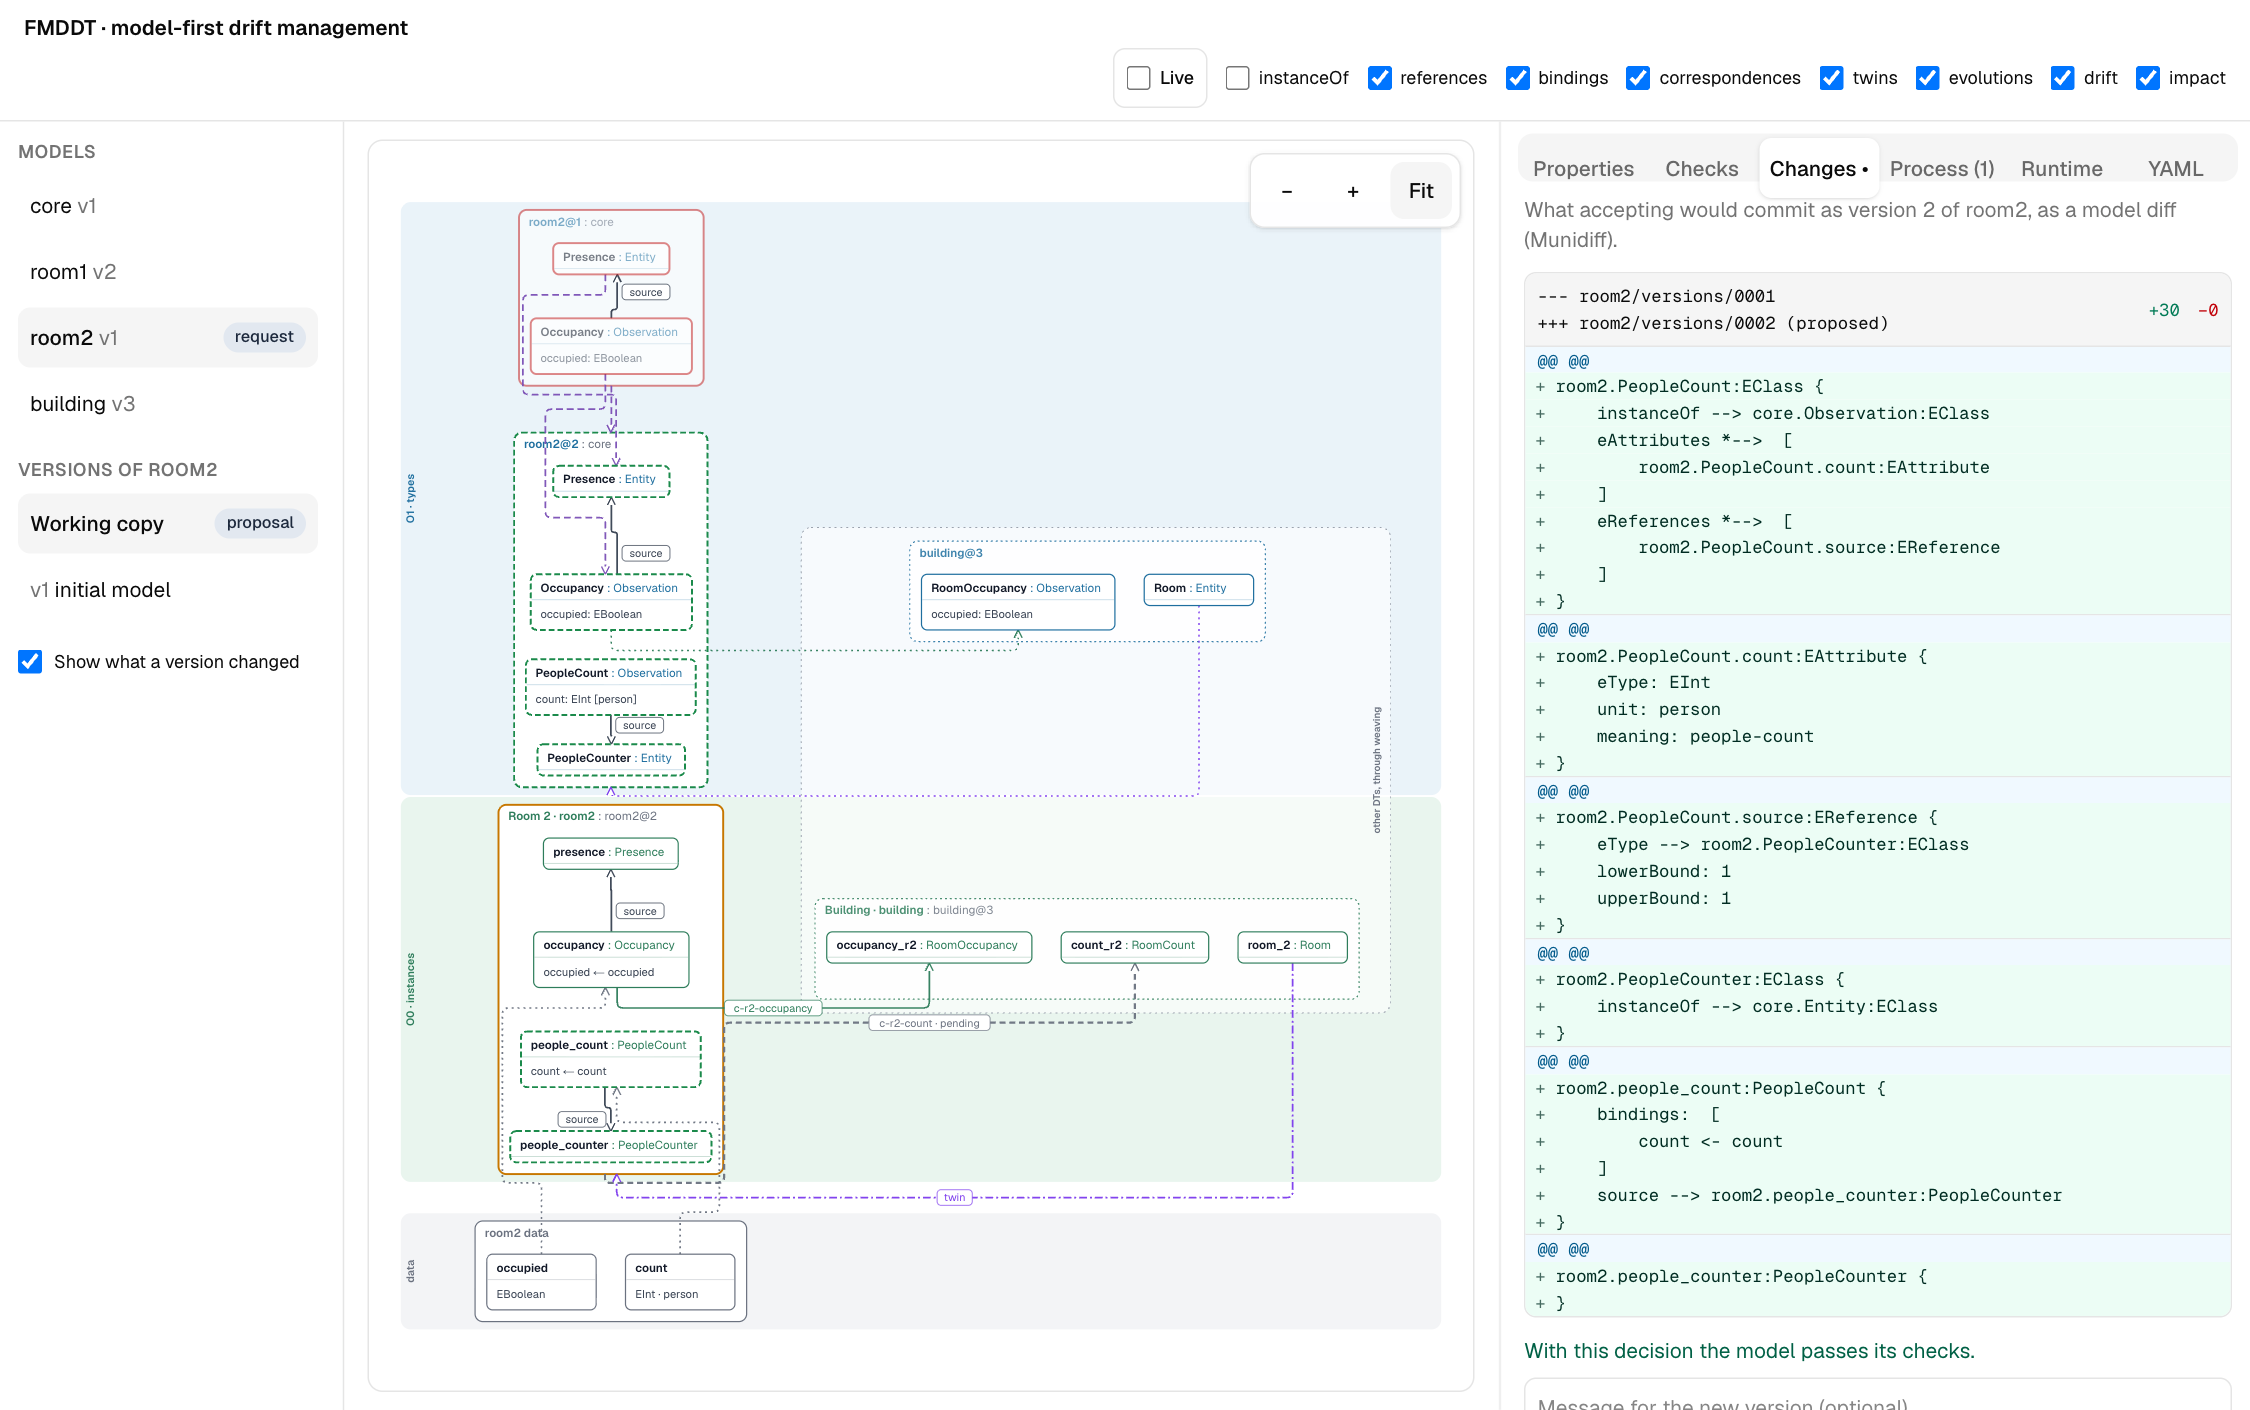 FMDDT · model-first drift management
Live
instanceOf
references
bindings
correspondences
twins
evolutions
drift
impact
MODELS
core v1
room1 v2
room2 v1
request
building v3
VERSIONS OF ROOM2
Working copy
proposal
v1 initial model
Show what a version changed
−
+
Fit
O1 · types
room2@1 : core
Presence : Entity
source
Occupancy : Observation
occupied: EBoolean
room2@2 : core
Presence : Entity
source
Occupancy : Observation
occupied: EBoolean
PeopleCount : Observation
count: EInt [person]
source
PeopleCounter : Entity
building@3
RoomOccupancy : Observation
occupied: EBoolean
Room : Entity
other DTs, through weaving
O0 · instances
Room 2 · room2 : room2@2
presence : Presence
source
occupancy : Occupancy
occupied ← occupied
Building · building : building@3
occupancy_r2 : RoomOccupancy
count_r2 : RoomCount
room_2 : Room
c-r2-occupancy
c-r2-count · pending
people_count : PeopleCount
count ← count
source
people_counter : PeopleCounter
twin
data
room2 data
occupied
EBoolean
count
EInt · person
Properties
Checks
Changes •
Process (1)
Runtime
YAML
What accepting would commit as version 2 of room2, as a model diff
(Munidiff).
--- room2/versions/0001
+++ room2/versions/0002 (proposed)
+30 −0
@@ @@
+ room2.PeopleCount:EClass {
+     instanceOf --> core.Observation:EClass
+     eAttributes *-->  [
+         room2.PeopleCount.count:EAttribute
+     ]
+     eReferences *-->  [
+         room2.PeopleCount.source:EReference
+     ]
+ }
@@ @@
+ room2.PeopleCount.count:EAttribute {
+     eType: EInt
+     unit: person
+     meaning: people-count
+ }
@@ @@
+ room2.PeopleCount.source:EReference {
+     eType --> room2.PeopleCounter:EClass
+     lowerBound: 1
+     upperBound: 1
+ }
@@ @@
+ room2.PeopleCounter:EClass {
+     instanceOf --> core.Entity:EClass
+ }
@@ @@
+ room2.people_count:PeopleCount {
+     bindings:  [
+         count <- count
+     ]
+     source --> room2.people_counter:PeopleCounter
+ }
@@ @@
+ room2.people_counter:PeopleCounter {
+ }
With this decision the model passes its checks.
Message for the new version (optional)